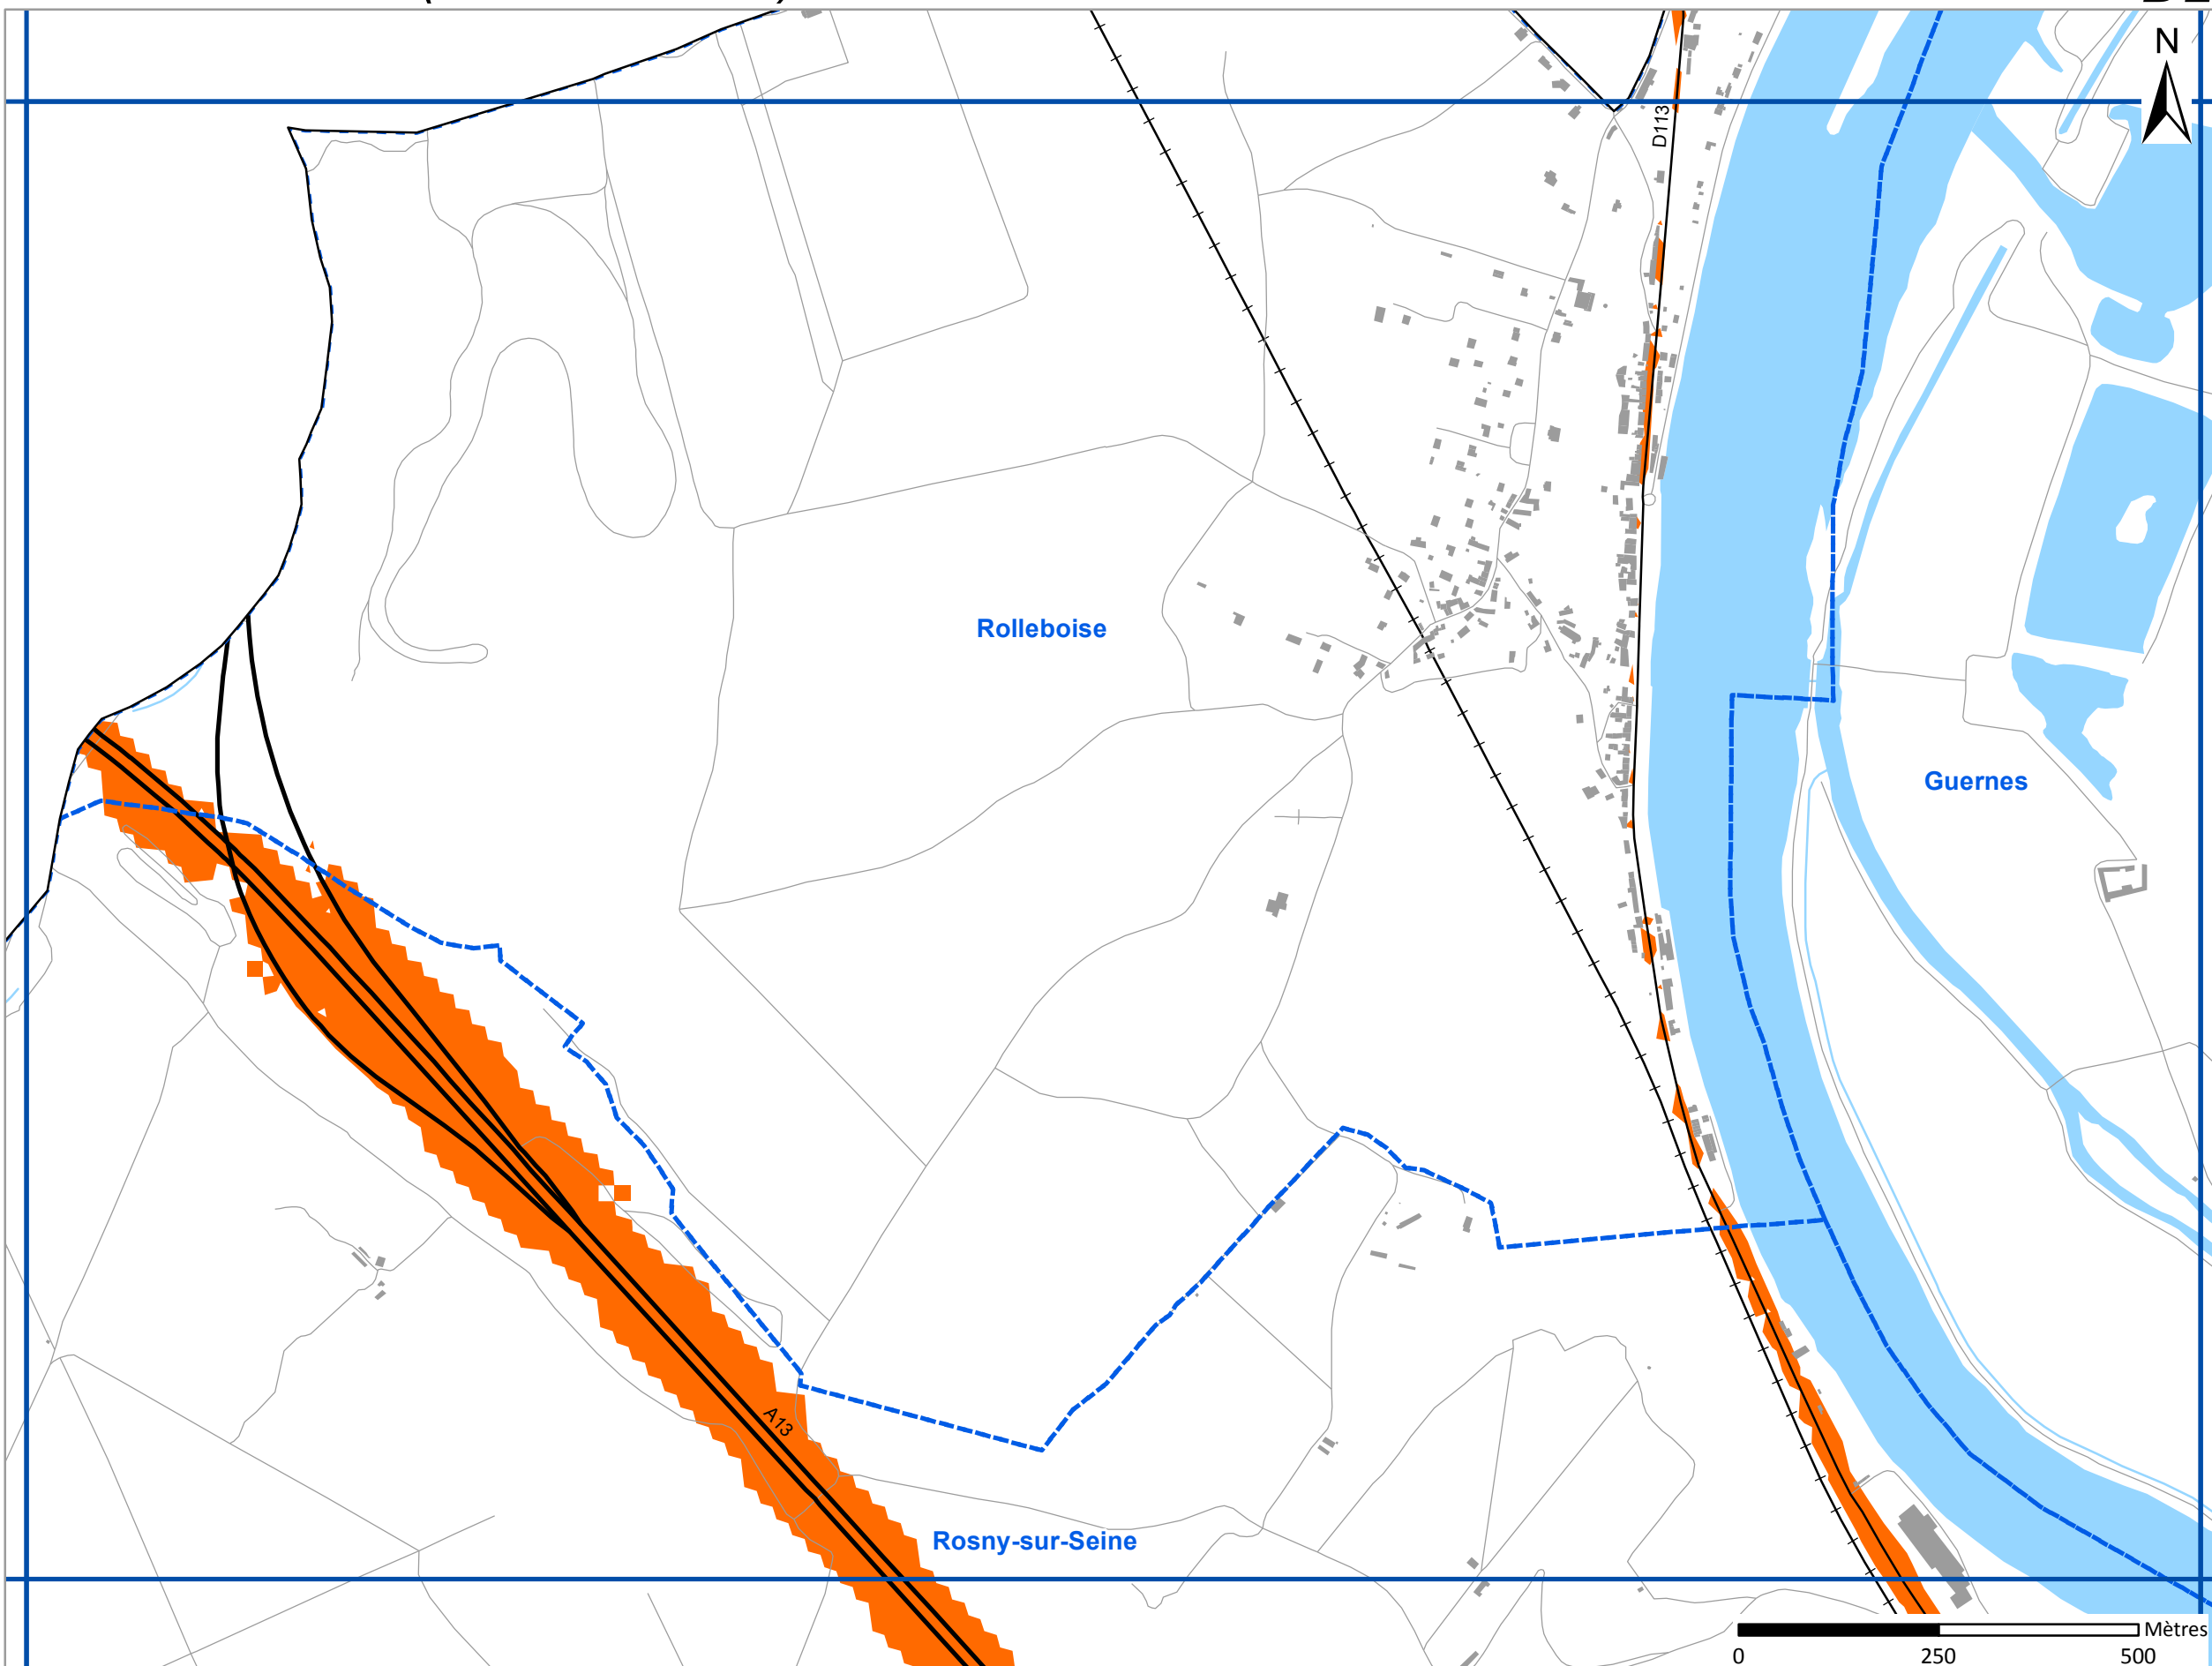 N
D113
Rolleboise
Guernes
A13
Rosny-sur-Seine
Mètres
0 250 500